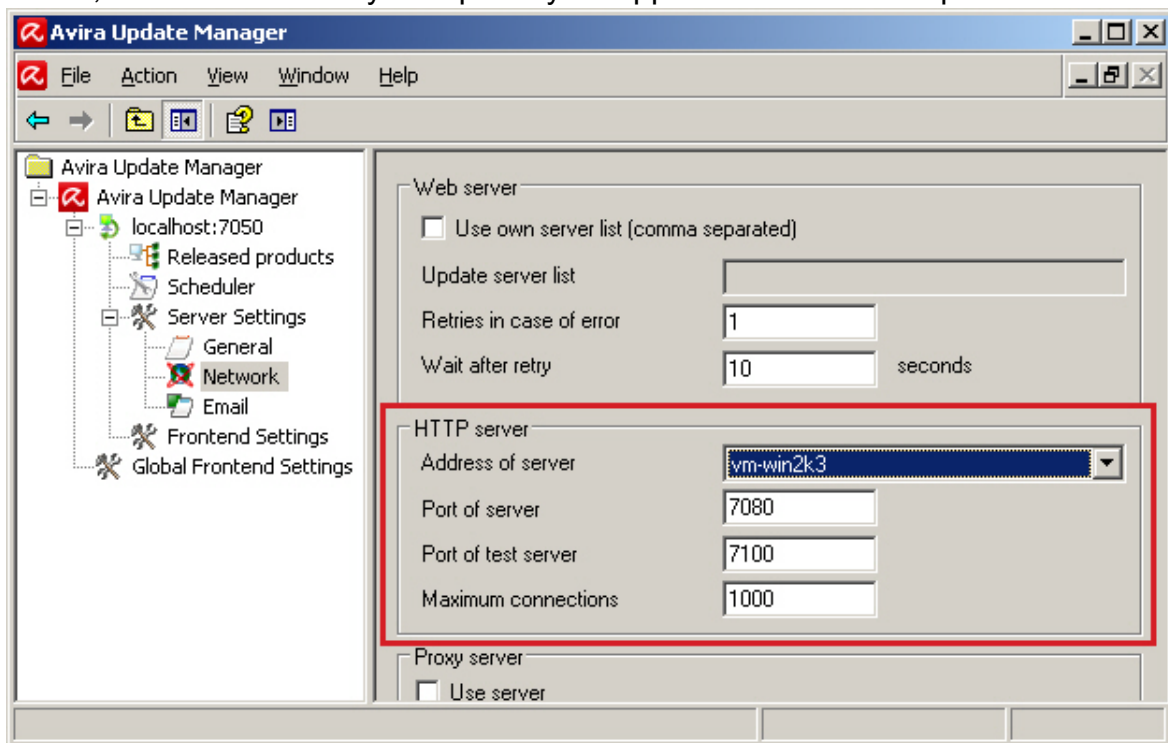 Avira Update Manager
File Action View Window Help
Avira Update Manager
Avira Update Manager
localhost:7050
Released products
Scheduler
Server Settings
General
Network
Email
Frontend Settings
Global Frontend Settings
Web server
Use own server list (comma separated)
Update server list
Retries in case of error 1
Wait after retry 10 seconds
HTTP server
Address of server vm-win2k3
Port of server 7080
Port of test server 7100
Maximum connections 1000
Proxy server
Use server